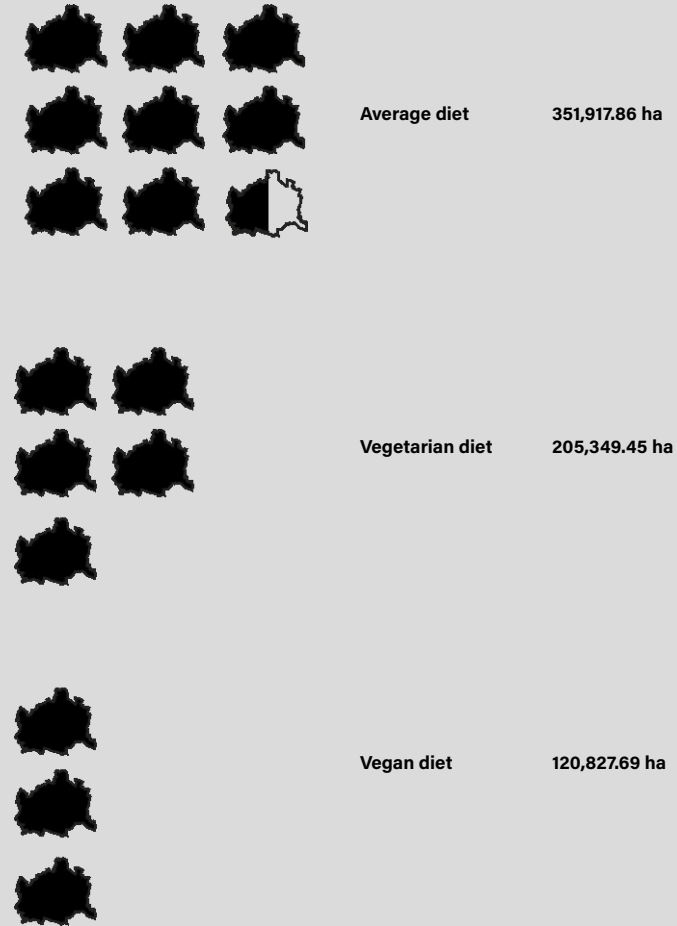 Average diet 351,917.86 ha
Vegetarian diet 205,349.45 ha
Vegan diet 120,827.69 ha